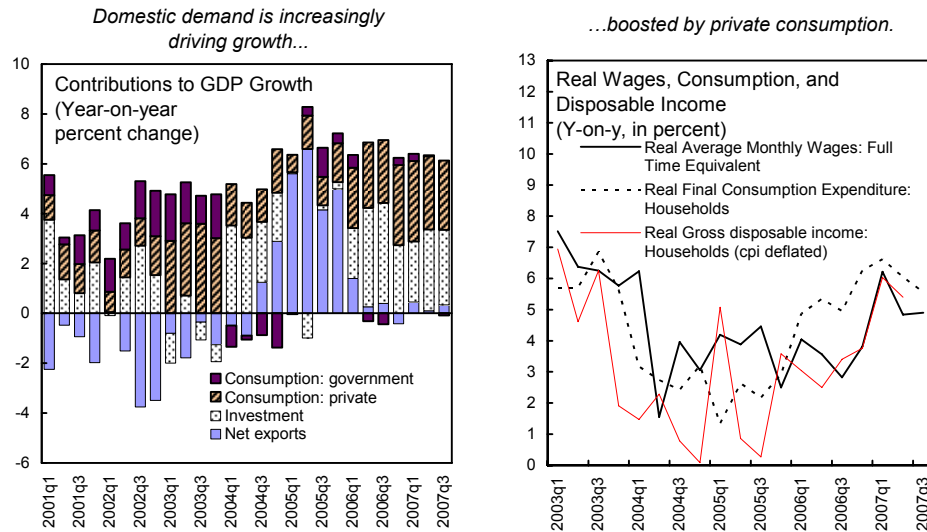 Domestic demand is increasingly
driving growth...
10
8
6
4
2
0
-2
-4
-6
Contributions to GDP Growth
(Year-on-year
percent change)
Consumption: government
Consumption: private
Investment
Net exports
2001q1
2001q3
2002q1
2002q3
2003q1
2003q3
2004q1
2004q3
2005q1
2005q3
2006q1
2006q3
2007q1
2007q3
…boosted by private consumption.
13
12
11
10
9
8
7
6
5
4
3
2
1
0
Real Wages, Consumption, and
Disposable Income
(Y-on-y, in percent)
Real Average Monthly Wages: Full
Time Equivalent
Real Final Consumption Expenditure:
Households
Real Gross disposable income:
Households (cpi deflated)
2003q1
2003q3
2004q1
2004q3
2005q1
2005q3
2006q1
2006q3
2007q1
2007q3